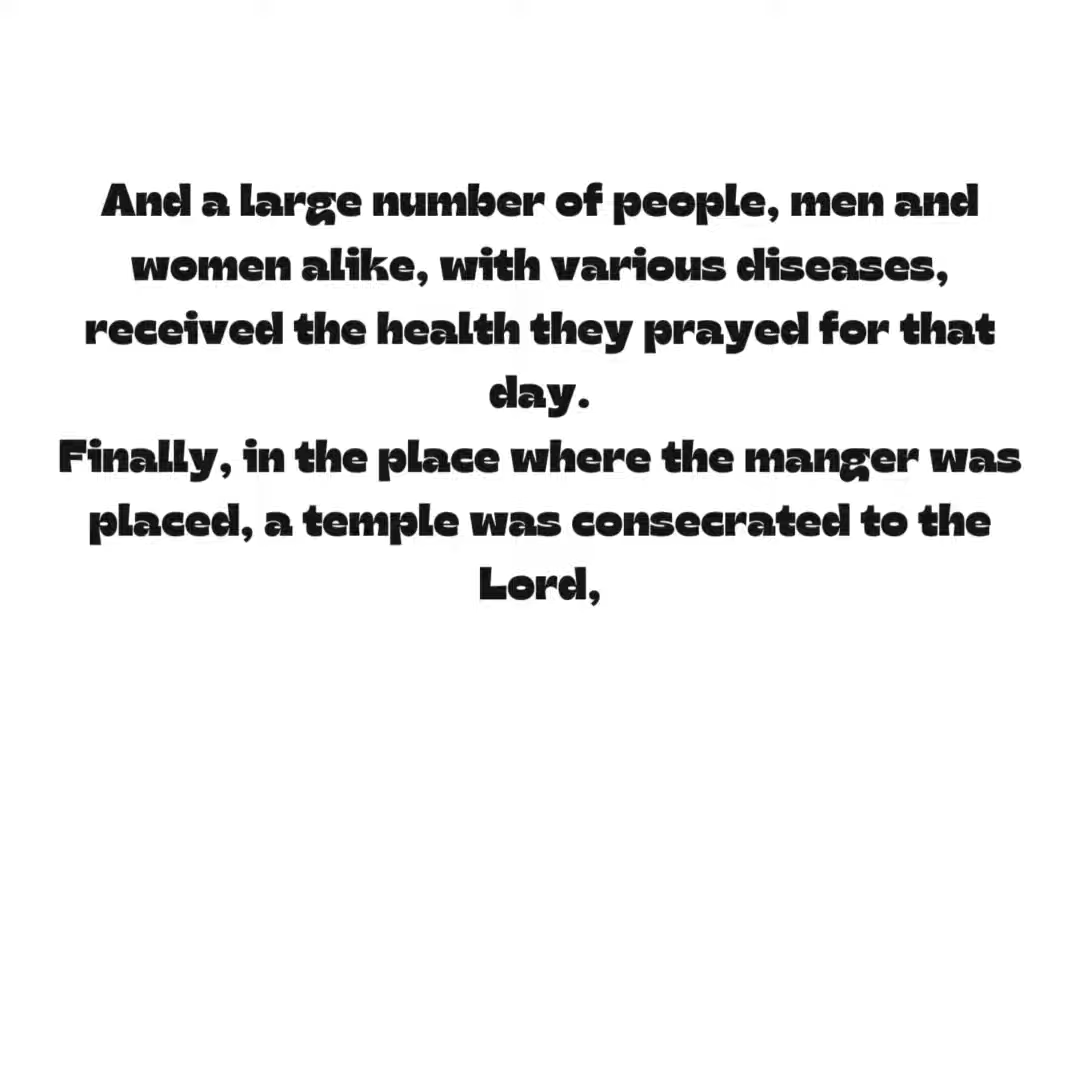 And a large number of people, men and
women alike, with various diseases,
received the health they prayed for that
day.
Finally, in the place where the manger was
placed, a temple was consecrated to the
Lord,